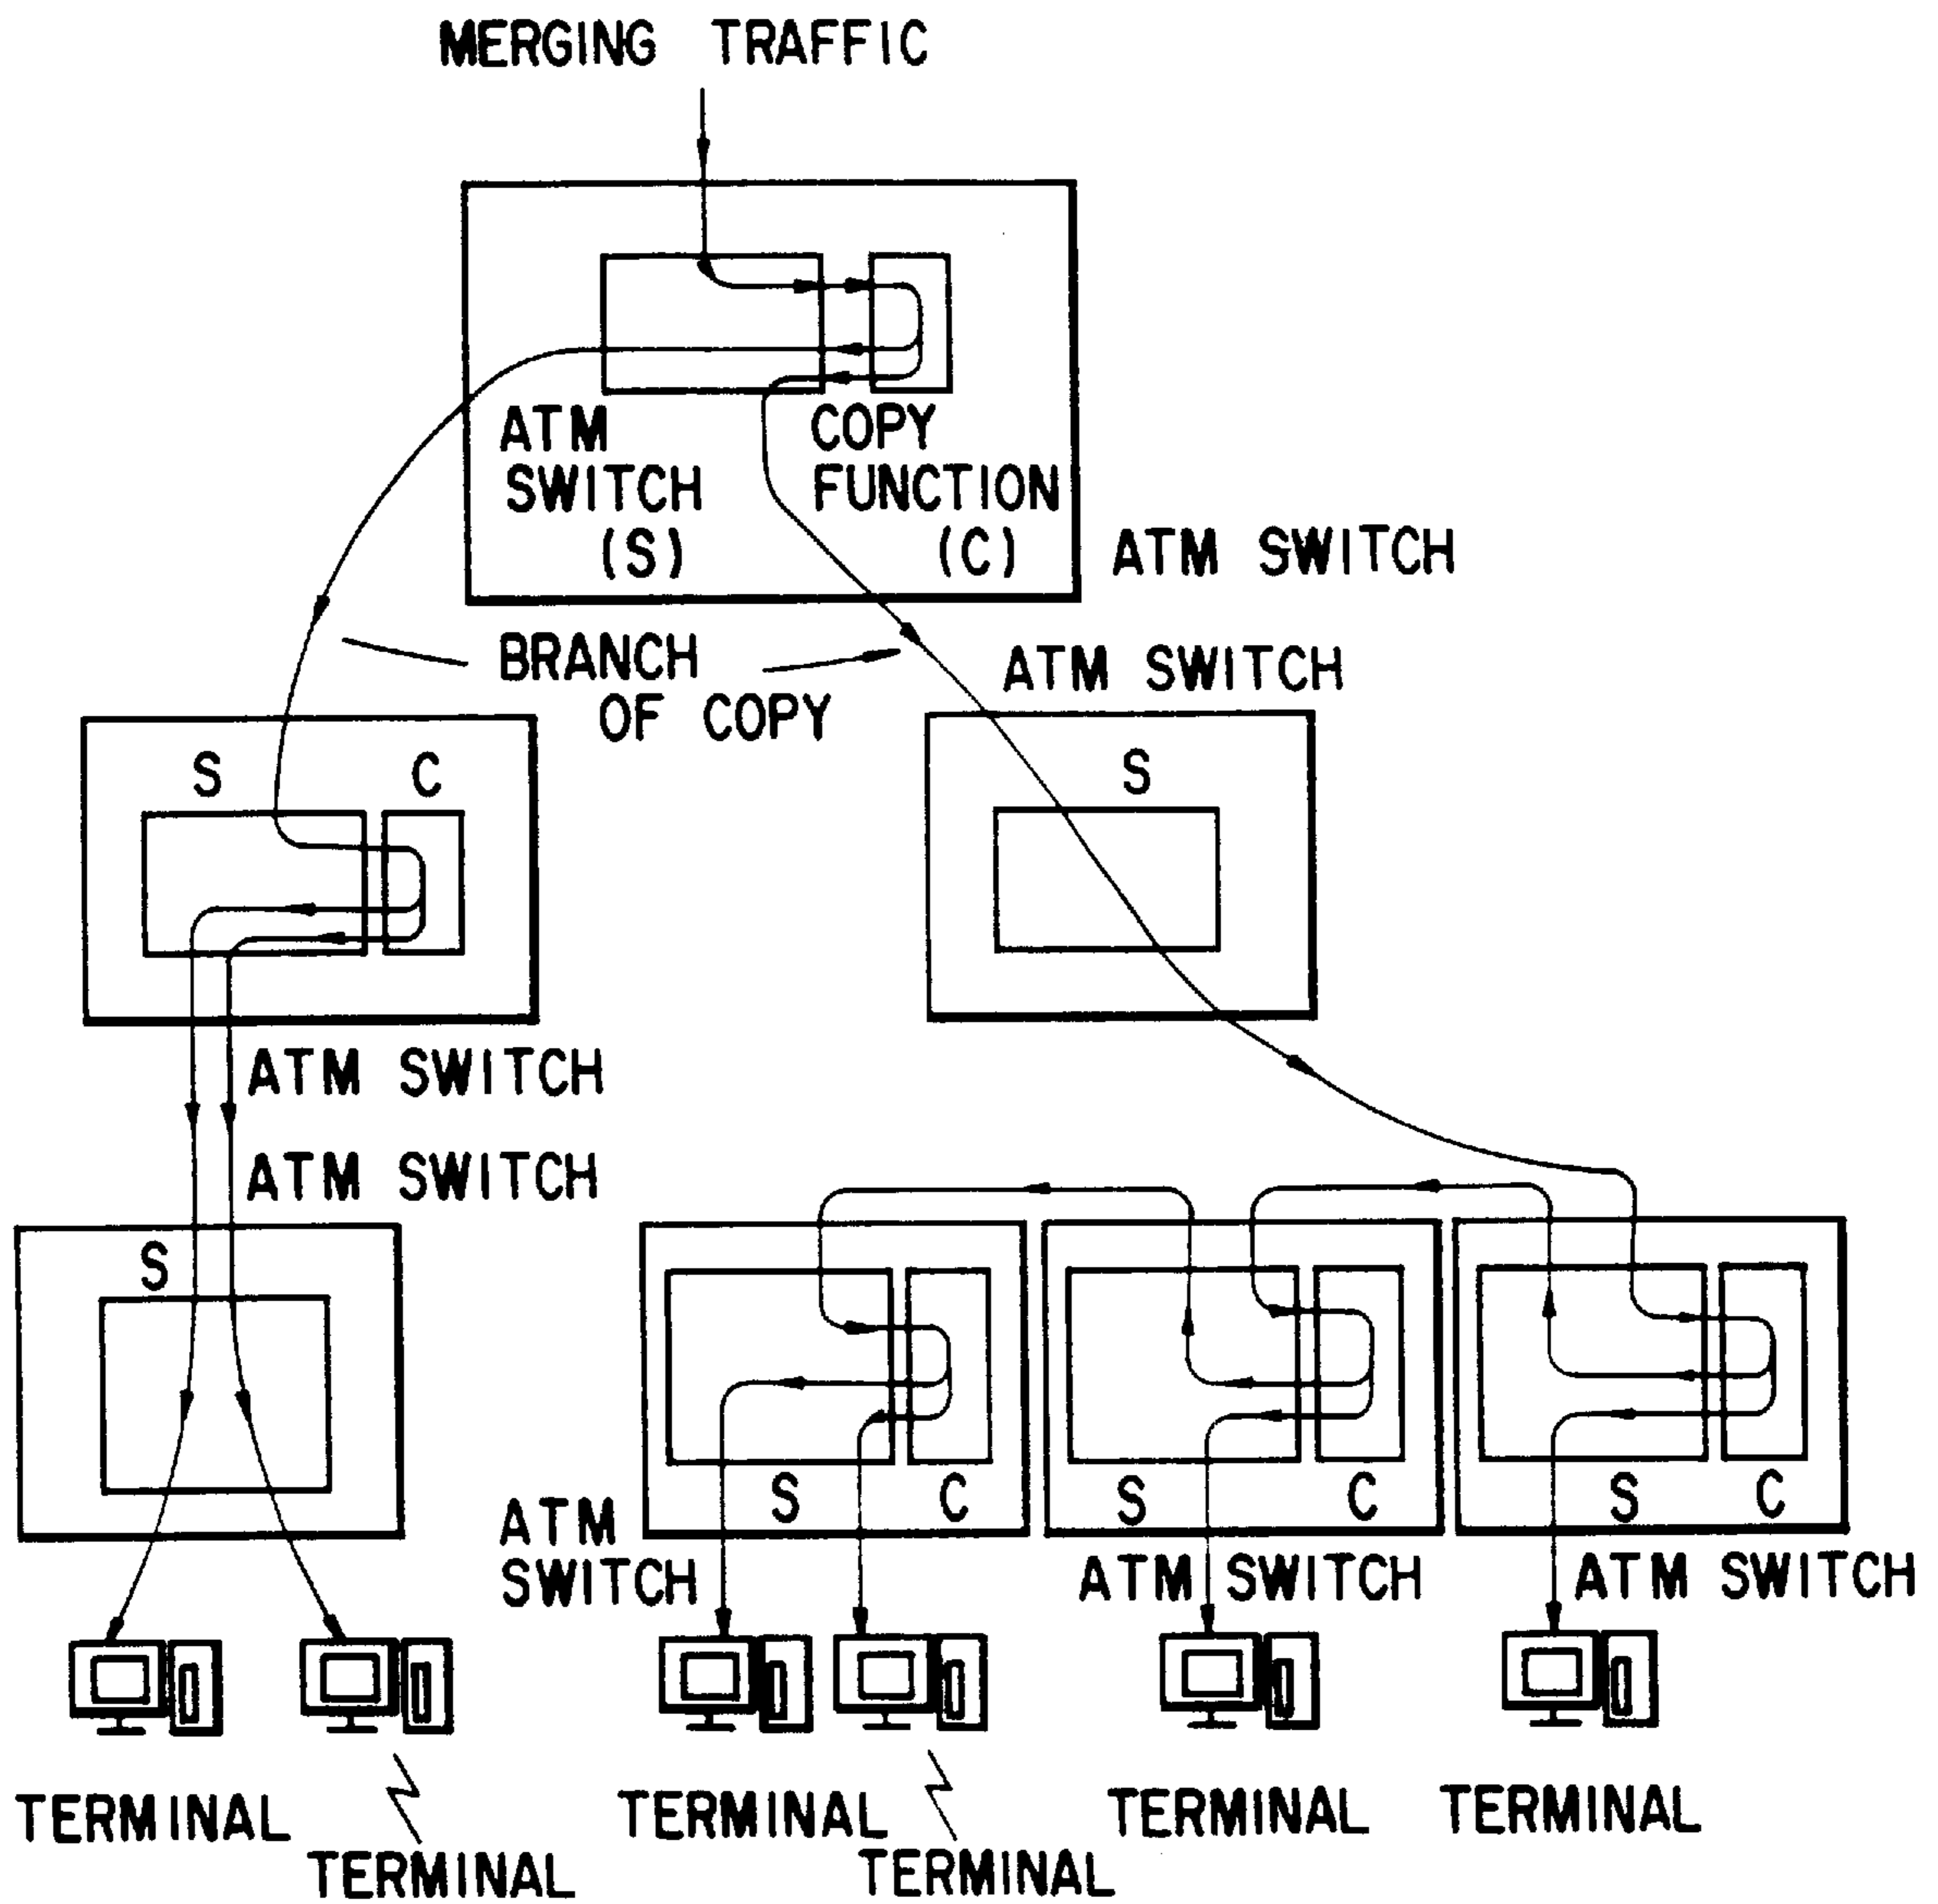 MERGING TRAFFIC
ATM
SWITCH
(S)
COPY
FUNCTION
(C)
ATM SWITCH
BRANCH
OF COPY
ATM SWITCH
S C
S
ATM SWITCH
ATM SWITCH
S
S C
S C
S C
ATM
SWITCH
ATM SWITCH
ATM SWITCH
TERMINAL
TERMINAL
TERMINAL
TERMINAL
TERMINAL
TERMINAL